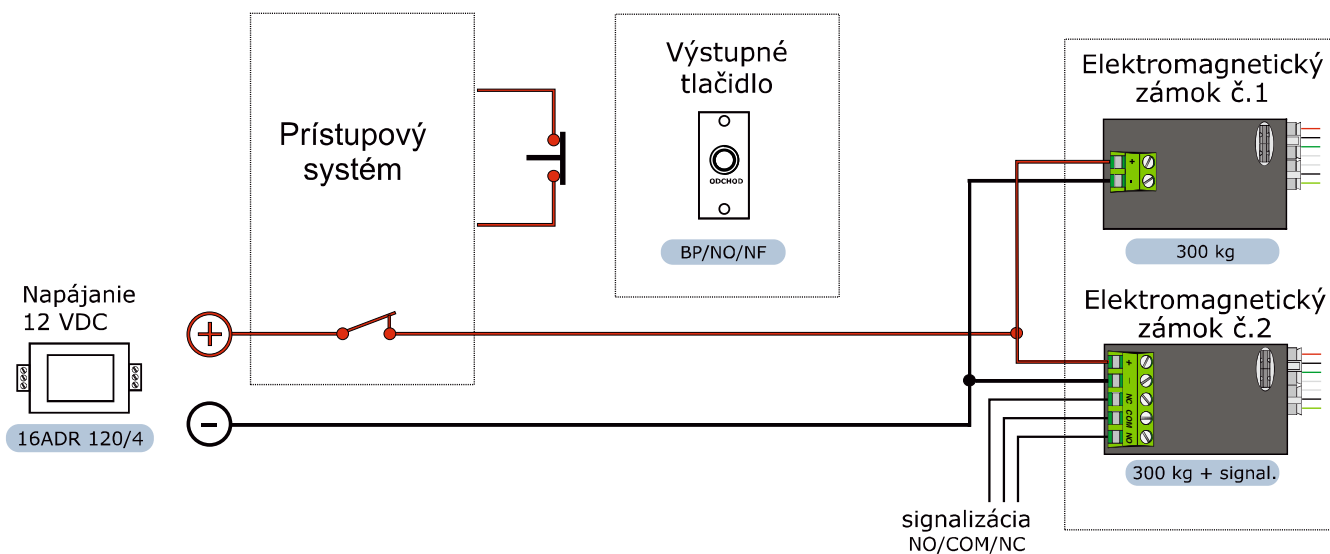 Prístupový
systém
Výstupné
tlačidlo
ODCHOD
BP/NO/NF
Elektromagnetický
zámok č.1
+
-
300 kg
Napájanie
12 VDC
16ADR 120/4
+
-
Elektromagnetický
zámok č.2
+
-
NC
COM
NO
300 kg + signal.
signalizácia
NO/COM/NC